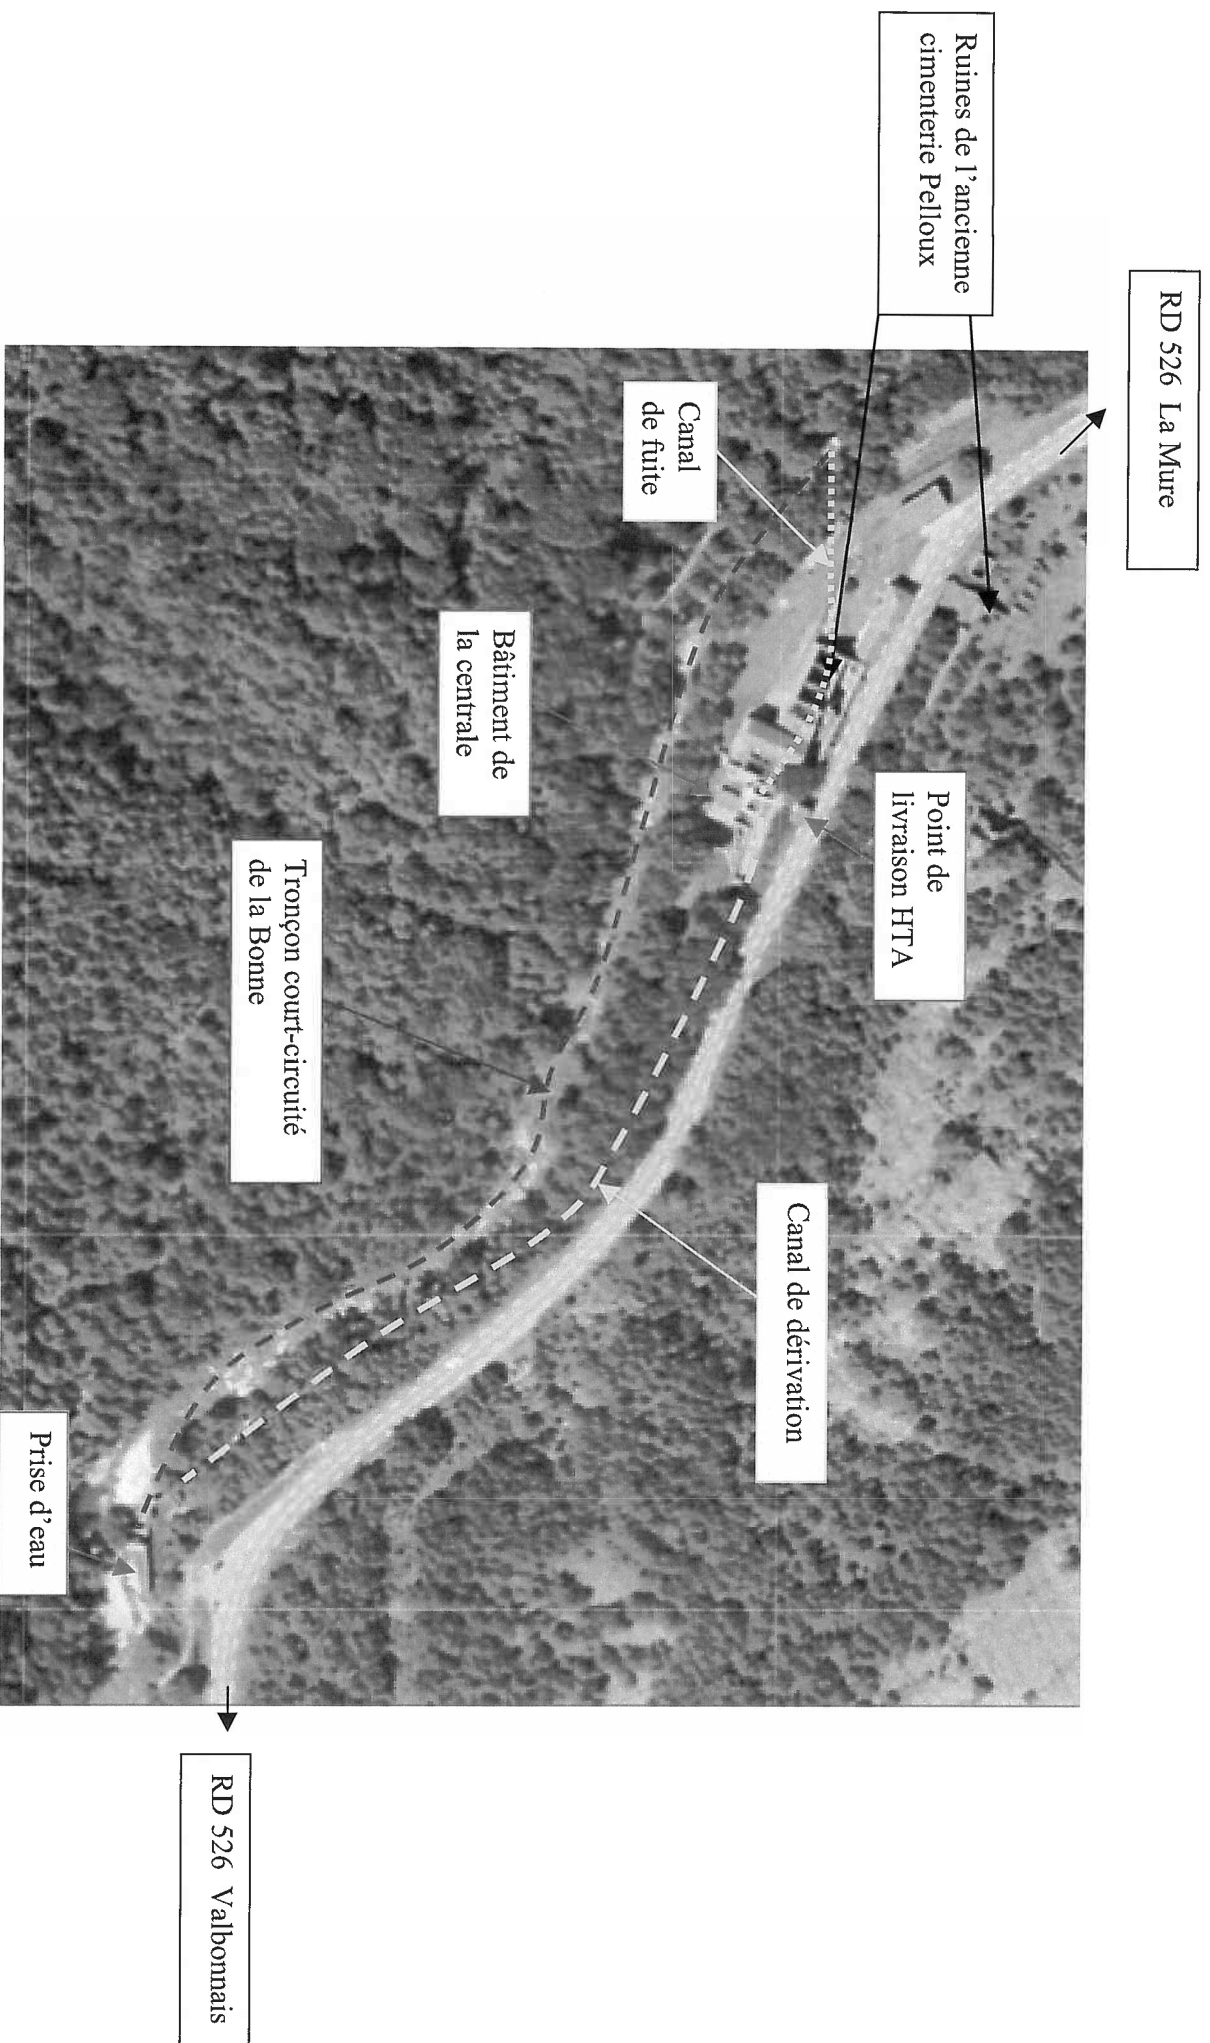 RD 526 La Mure
Ruines de l'ancienne
cimenterie Pelloux
Point de
livraison HTA
Canal de dérivation
Canal
de fuite
Bâtiment de
la centrale
Tronçon court-circuité
de la Bonne
Prise d'eau
RD 526 Valbonnais